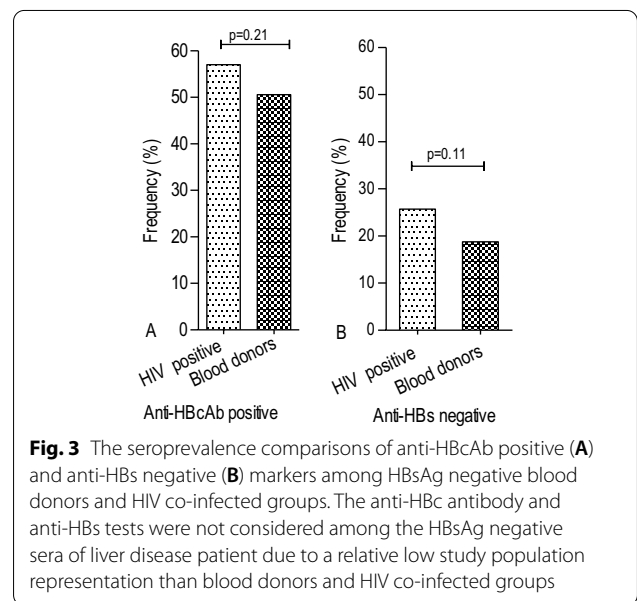 p=0.21
60
50
40
30
20
10
0
Frequency (%)
A
HIV positive
Blood donors
Anti-HBcAb positive
60
50
40
30
20
10
0
Frequency (%)
p=0.11
B
HIV positive
Blood donors
Anti-HBs negative
Fig. 3 The seroprevalence comparisons of anti-HBcAb positive (A)
and anti-HBs negative (B) markers among HBsAg negative blood
donors and HIV co-infected groups. The anti-HBc antibody and
anti-HBs tests were not considered among the HBsAg negative
sera of liver disease patient due to a relative low study population
representation than blood donors and HIV co-infected groups